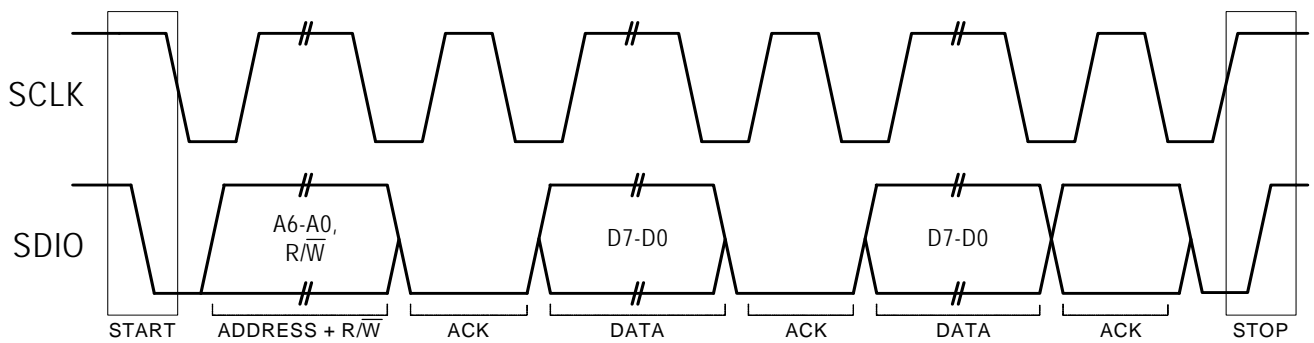 SCLK
SDIO
A6-A0,
R/W̅
D7-D0
D7-D0
START
ADDRESS + R/W̅
ACK
DATA
ACK
DATA
ACK
STOP